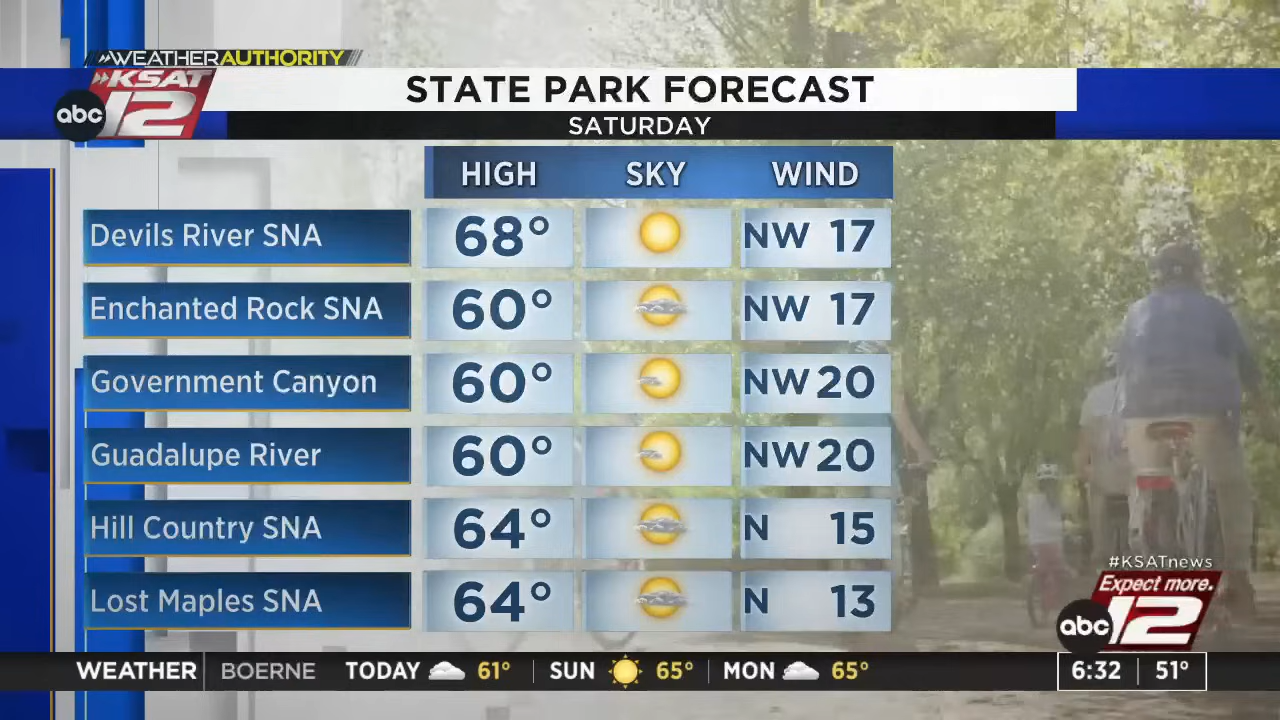 WEATHERAUTHORITY
KSAT
abc 12
STATE PARK FORECAST
SATURDAY
HIGH SKY WIND
Devils River SNA 68° NW 17
Enchanted Rock SNA 60° NW 17
Government Canyon 60° NW 20
Guadalupe River 60° NW 20
Hill Country SNA 64° N 15
Lost Maples SNA 64° N 13
#KSATnews
Expect more.
abc 12
WEATHER BOERNE TODAY 61° SUN 65° MON 65° 6:32 51°